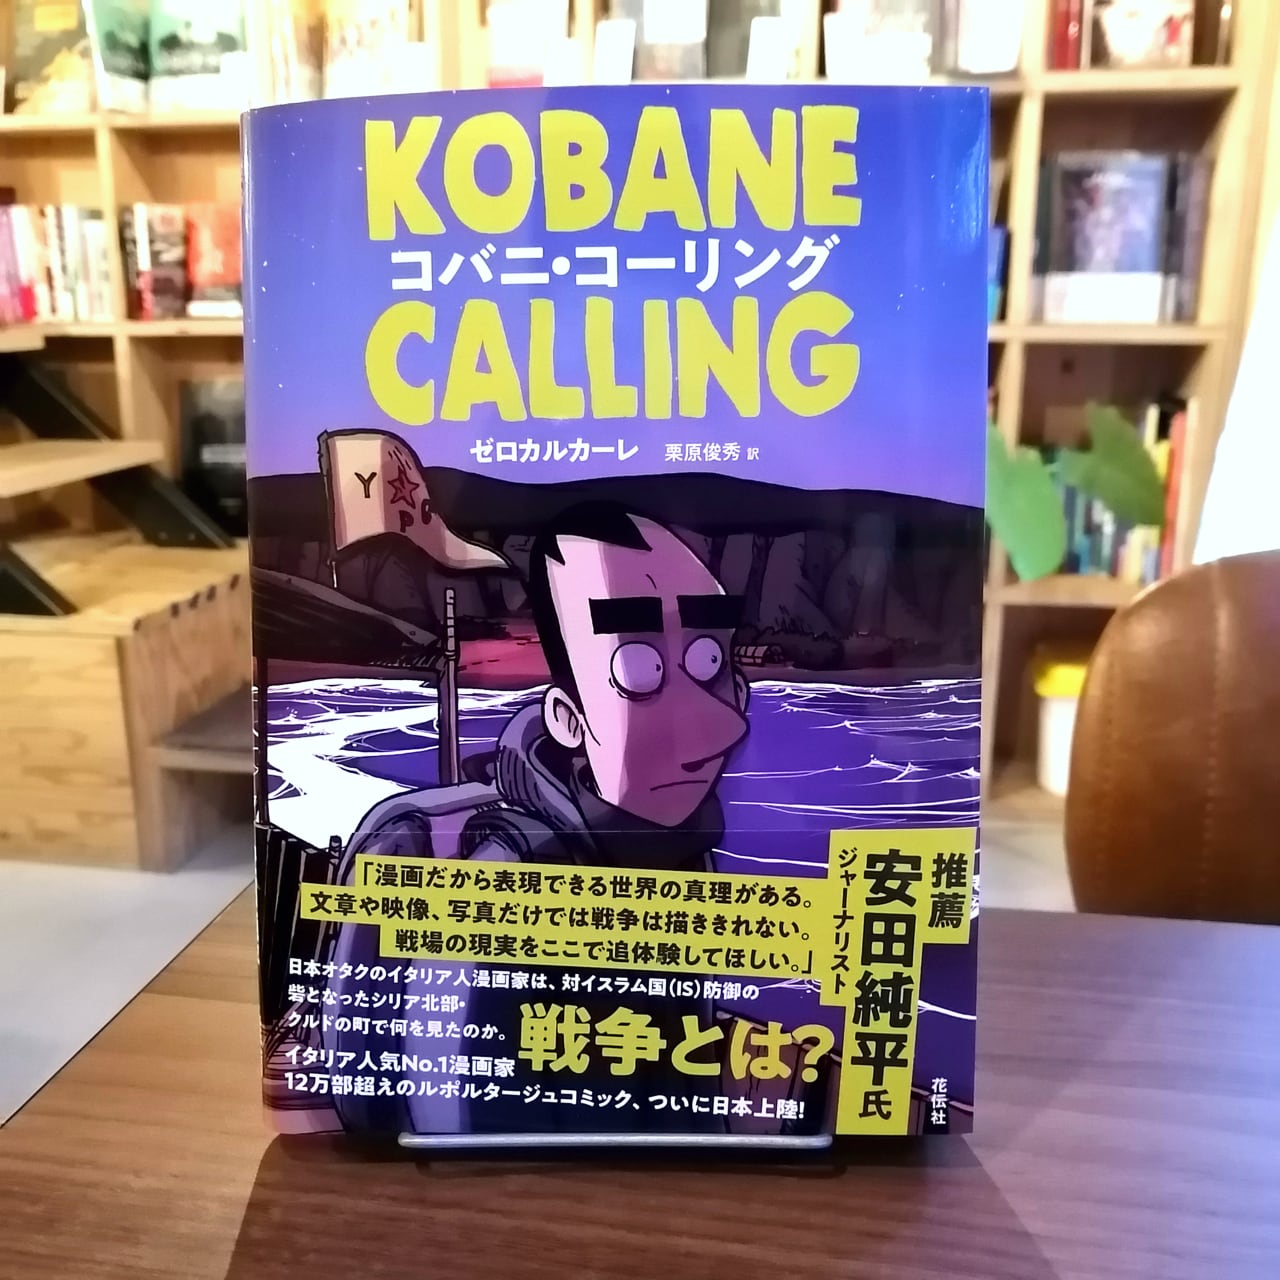 KOBANE
コバニ・コーリング
CALLING
ゼロカルカーレ 栗原俊秀 訳
Y
P G
「漫画だから表現できる世界の真理がある。
文章や映像、写真だけでは戦争は描ききれない。
戦場の現実をここで追体験してほしい。」
推薦
ジャーナリスト
安田純平氏
日本オタクのイタリア人漫画家は、対イスラム国(IS)防御の
砦となったシリア北部・
クルドの町で何を見たのか。
戦争とは?
イタリア人気No.1漫画家
12万部超えのルポルタージュコミック、ついに日本上陸!
花伝社